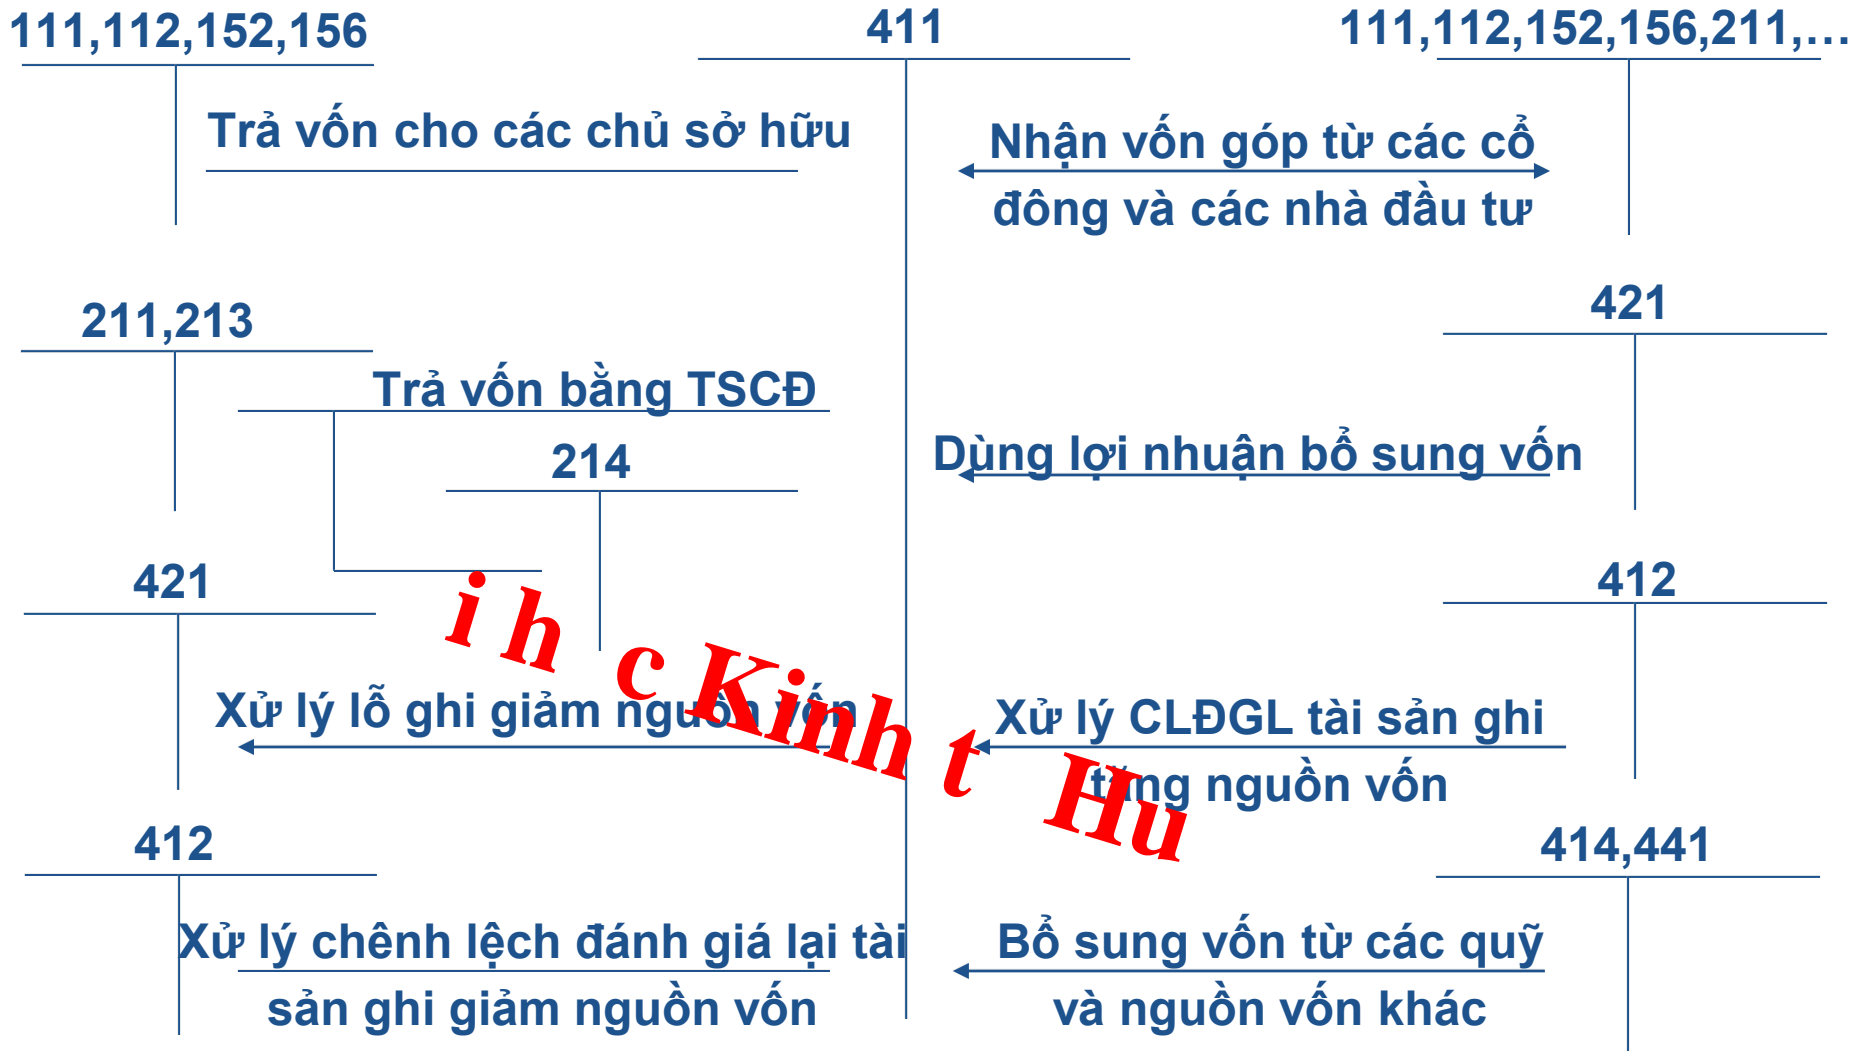 111,112,152,156
411
111,112,152,156,211,…
Trả vốn cho các chủ sở hữu
Nhận vốn góp từ các cổ
đông và các nhà đầu tư
211,213
421
Trả vốn bằng TSCĐ
214
Dùng lợi nhuận bổ sung vốn
421
412
Xử lý lỗ ghi giảm nguồn vốn
Xử lý CLĐGL tài sản ghi
tăng nguồn vốn
i h c Kinh t Hu
412
414,441
Xử lý chênh lệch đánh giá lại tài
sản ghi giảm nguồn vốn
Bổ sung vốn từ các quỹ
và nguồn vốn khác